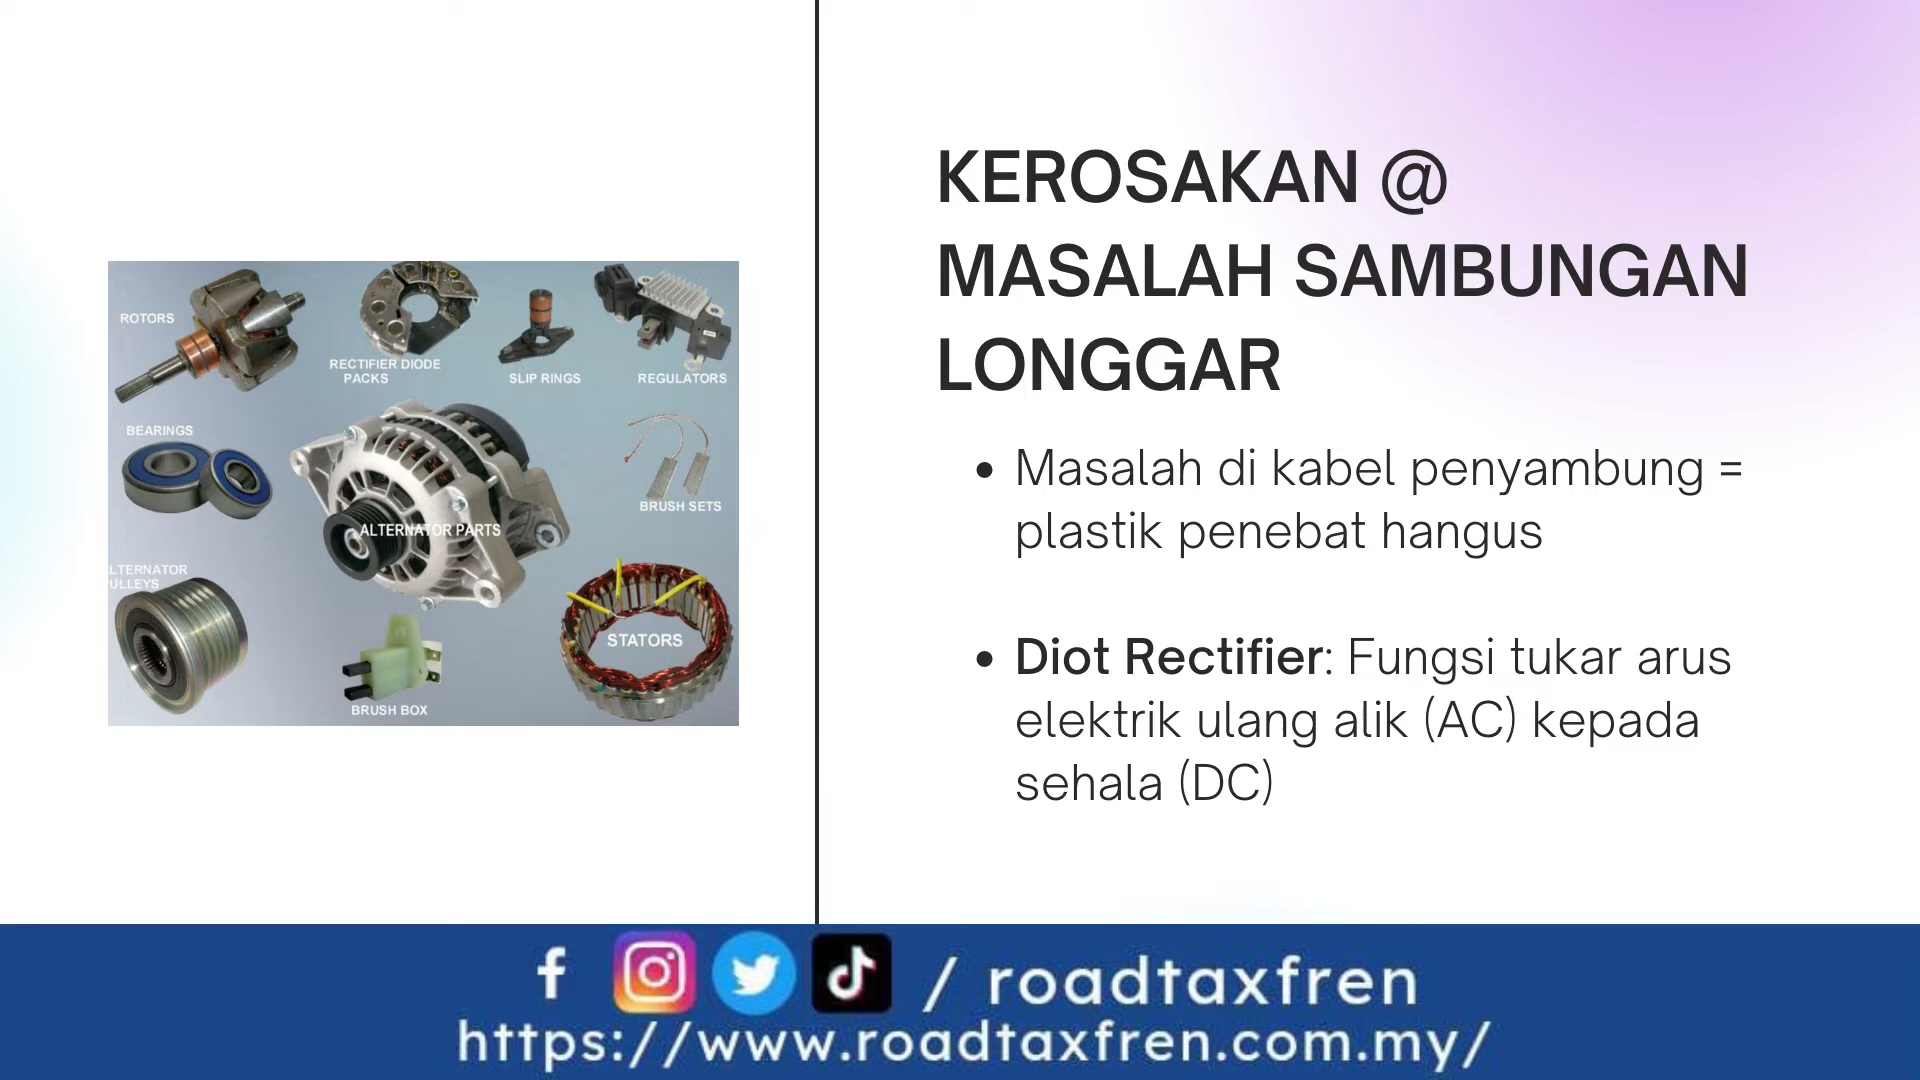 ROTORS
RECTIFIER DIODE
PACKS
SLIP RINGS
REGULATORS
BEARINGS
BRUSH SETS
ALTERNATOR PARTS
LTERNATOR
ULLEYS
STATORS
BRUSH BOX
KEROSAKAN @
MASALAH SAMBUNGAN
LONGGAR
• Masalah di kabel penyambung =
plastik penebat hangus
• Diot Rectifier: Fungsi tukar arus
elektrik ulang alik (AC) kepada
sehala (DC)
/ roadtaxfren
https://www.roadtaxfren.com.my/